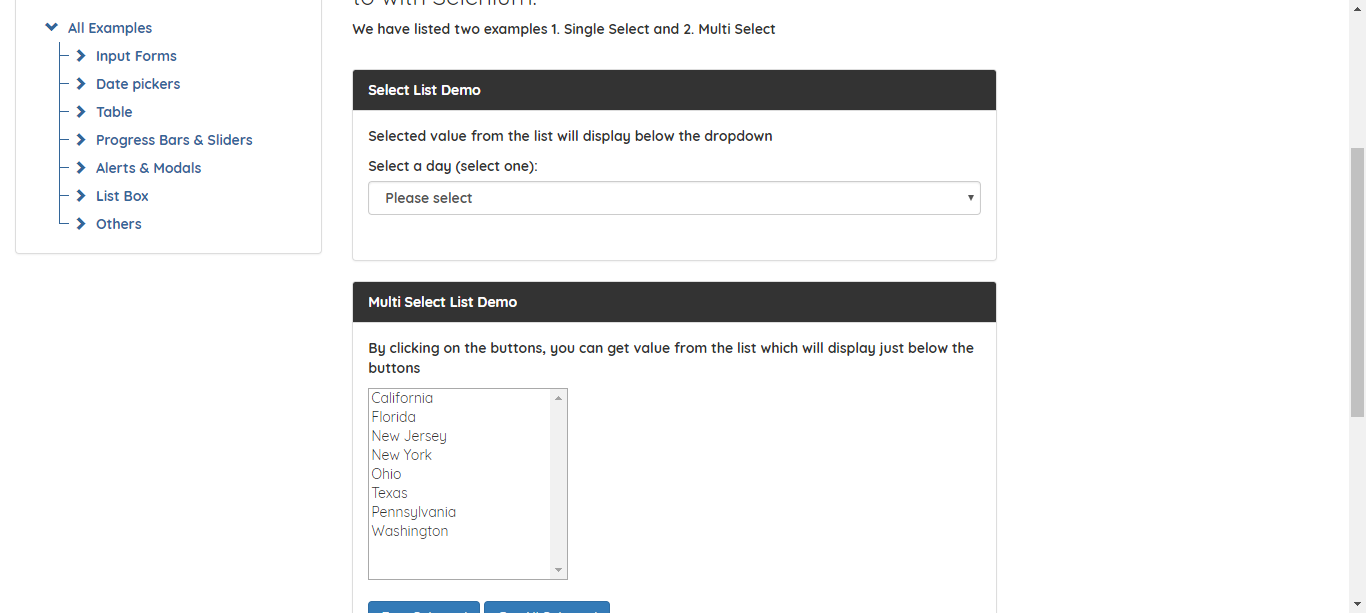 to with Selenium.
We have listed two examples 1. Single Select and 2. Multi Select
All Examples
Input Forms
Date pickers
Table
Progress Bars & Sliders
Alerts & Modals
List Box
Others
Select List Demo
Selected value from the list will display below the dropdown
Select a day (select one):
Please select
Multi Select List Demo
By clicking on the buttons, you can get value from the list which will display just below the
buttons
California
Florida
New Jersey
New York
Ohio
Texas
Pennsylvania
Washington